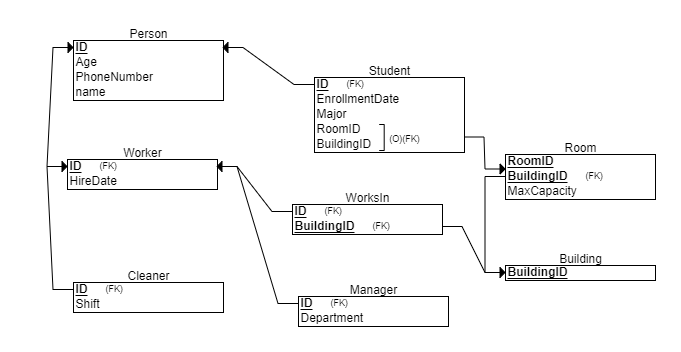 Person
ID
Age
PhoneNumber
name
Student
ID (FK)
EnrollmentDate
Major
RoomID
BuildingID (O)(FK)
Room
RoomID
BuildingID (FK)
MaxCapacity
Worker
ID (FK)
HireDate
WorksIn
ID (FK)
BuildingID (FK)
Building
BuildingID
Cleaner
ID (FK)
Shift
Manager
ID (FK)
Department